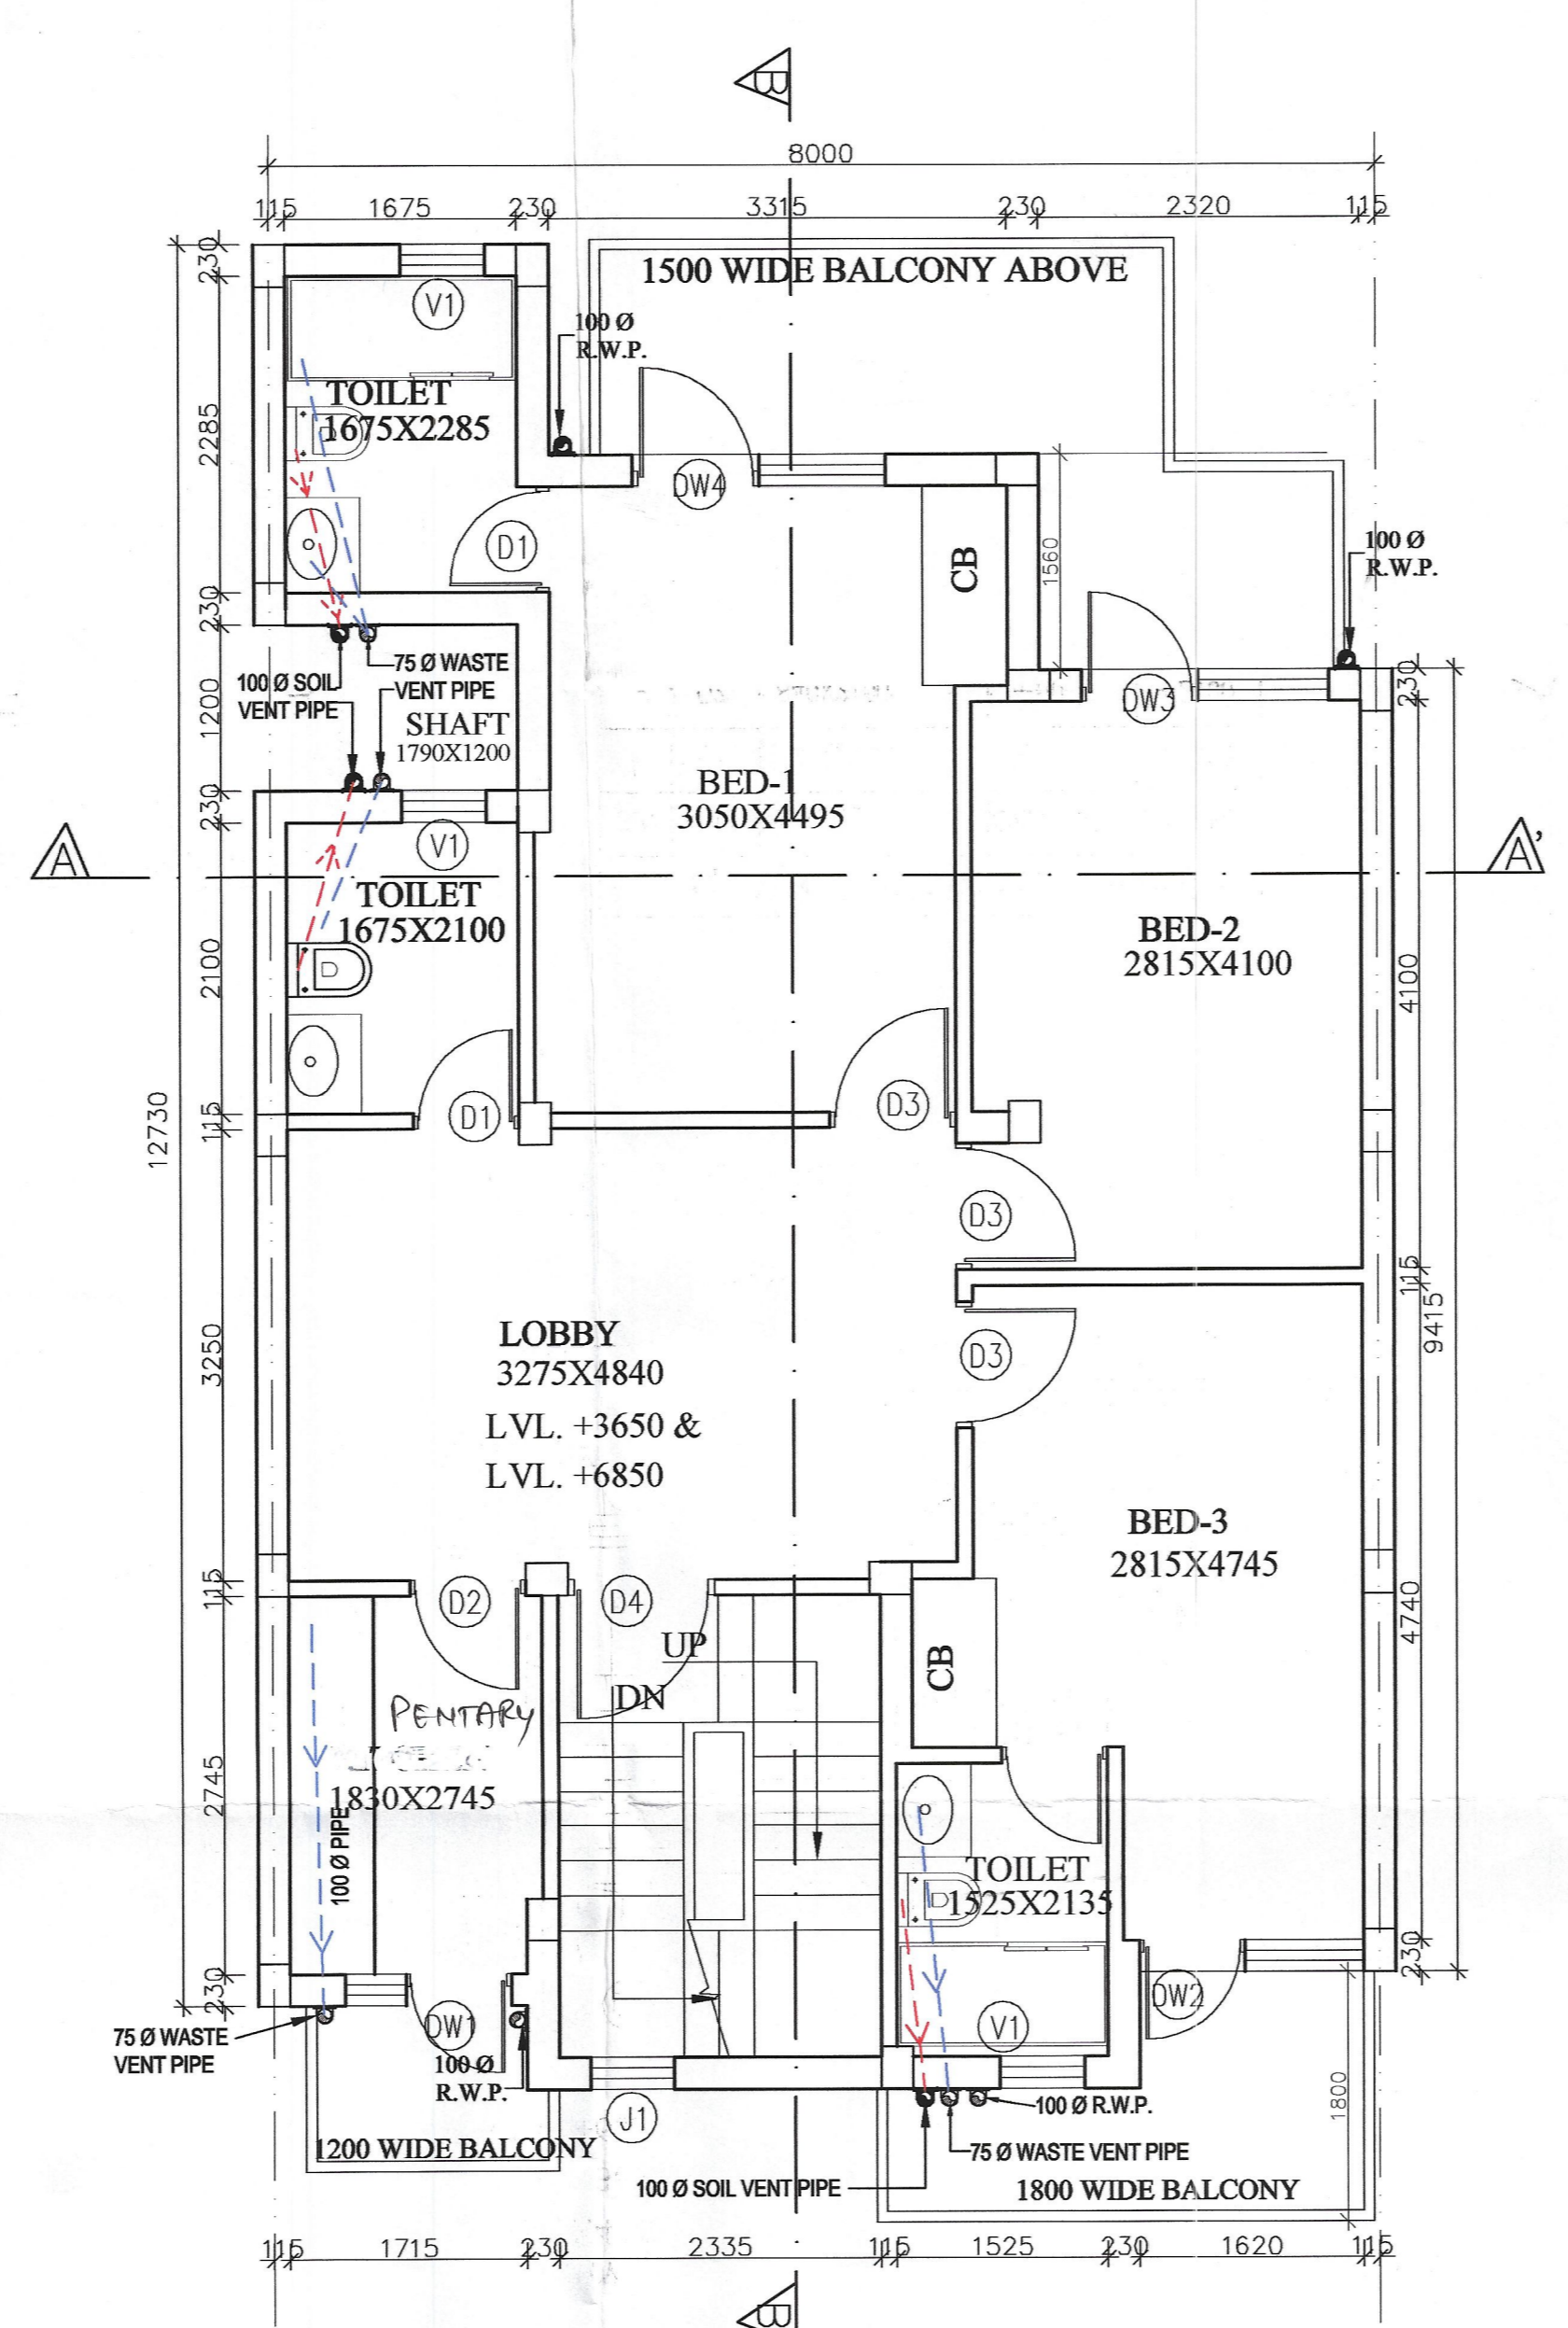 B
8000
115
1675
230
3315
230
2320
115
230
1500 WIDE BALCONY ABOVE
V1
100 Ø
R.W.P.
TOILET
1675X2285
2285
DW4
D1
CB
1560
100 Ø
R.W.P.
230
75 Ø WASTE
VENT PIPE
100 Ø SOIL
VENT PIPE
SHAFT
1790X1200
1200
DW3
230
BED-1
3050X4495
230
V1
A
A'
TOILET
1675X2100
2100
BED-2
2815X4100
4100
D1
D3
115
12730
D3
115
9415
D3
LOBBY
3275X4840
LVL. +3650 &
LVL. +6850
3250
BED-3
2815X4745
4740
115
D2
D4
UP
DN
CB
PENTARY
1830X2745
2745
100 Ø PIPE
TOILET
1525X2135
230
230
DW1
DW2
V1
75 Ø WASTE
VENT PIPE
100 Ø
R.W.P.
J1
100 Ø R.W.P.
1800
1200 WIDE BALCONY
75 Ø WASTE VENT PIPE
100 Ø SOIL VENT PIPE
1800 WIDE BALCONY
115
1715
230
2335
115
1525
230
1620
115
B